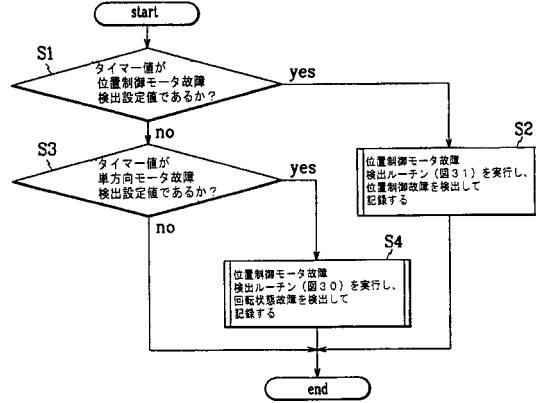 start
S1
タイマー値が
位置制御モータ故障
検出設定値であるか?
yes
no
S2
位置制御モータ故障
検出ルーチン(図31)を実行し、
位置制御故障を検出して
記録する
S3
タイマー値が
単方向モータ故障
検出設定値であるか?
yes
no
S4
位置制御モータ故障
検出ルーチン(図30)を実行し、
回転状態故障を検出して
記録する
end